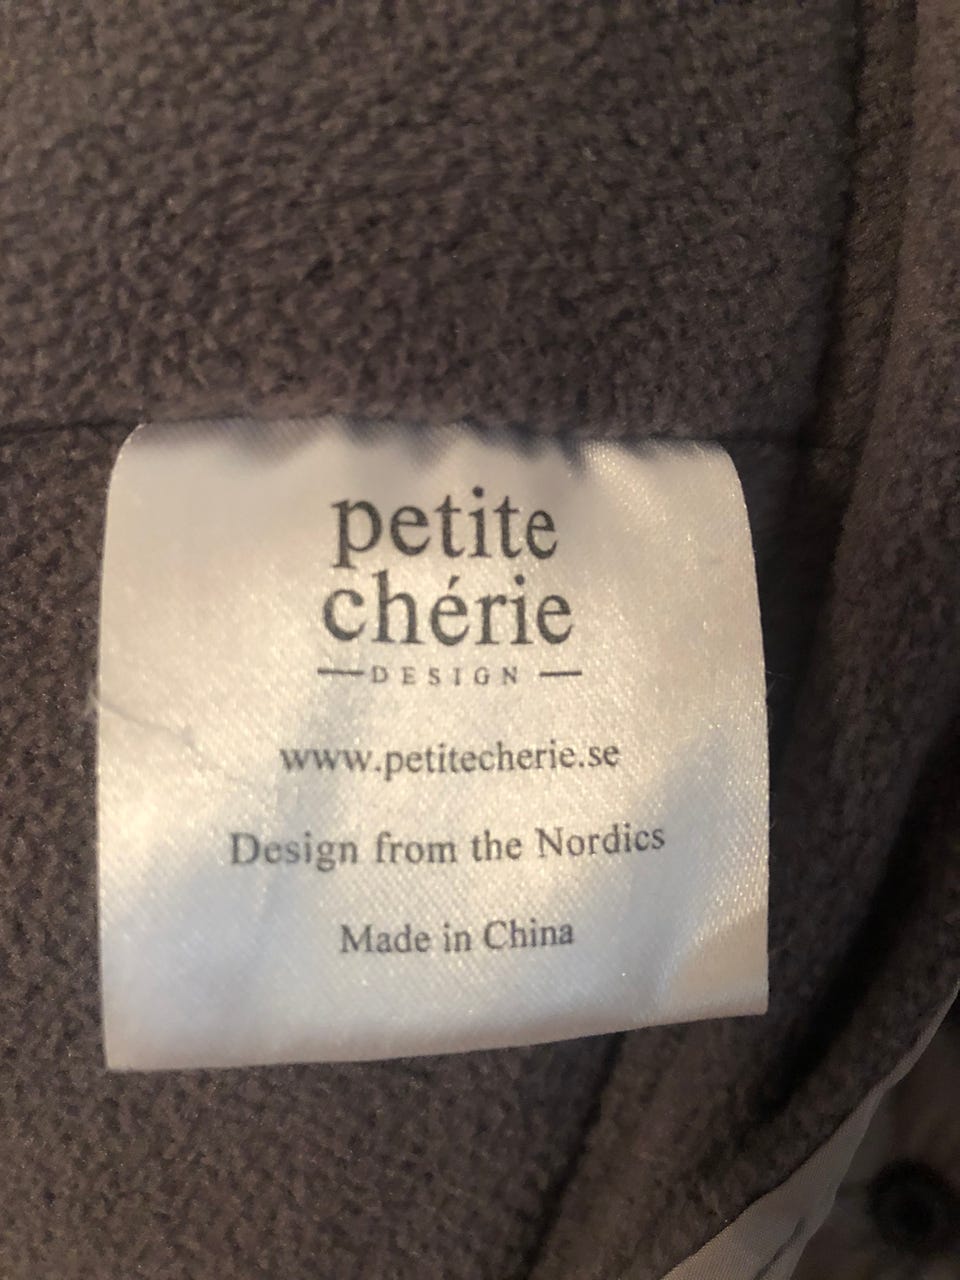 petite
chérie
DESIGN
www.petitecherie.se
Design from the Nordics
Made in China